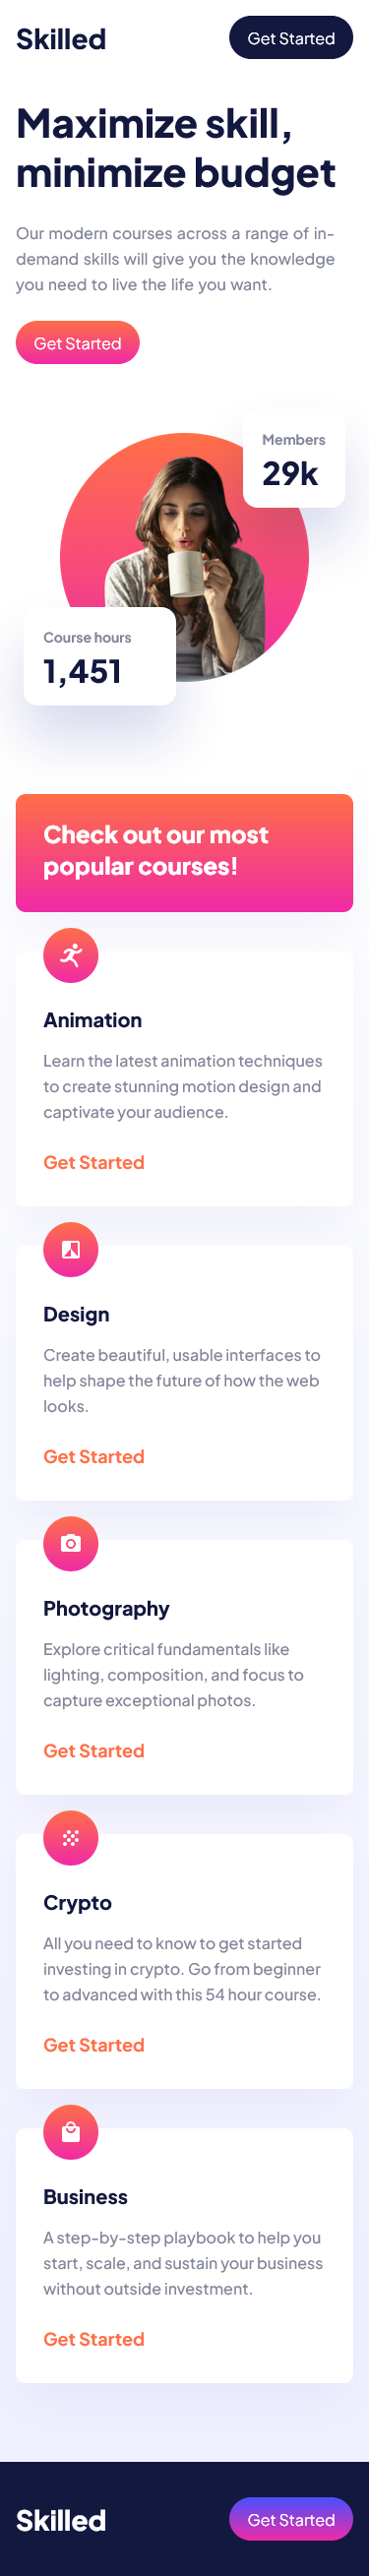 Skilled
Get Started
Maximize skill,
minimize budget
Our modern courses across a range of in-
demand skills will give you the knowledge
you need to live the life you want.
Get Started
Members
29k
Course hours
1,451
Check out our most
popular courses!
Animation
Learn the latest animation techniques
to create stunning motion design and
captivate your audience.
Get Started
Design
Create beautiful, usable interfaces to
help shape the future of how the web
looks.
Get Started
Photography
Explore critical fundamentals like
lighting, composition, and focus to
capture exceptional photos.
Get Started
Crypto
All you need to know to get started
investing in crypto. Go from beginner
to advanced with this 54 hour course.
Get Started
Business
A step-by-step playbook to help you
start, scale, and sustain your business
without outside investment.
Get Started
Skilled
Get Started